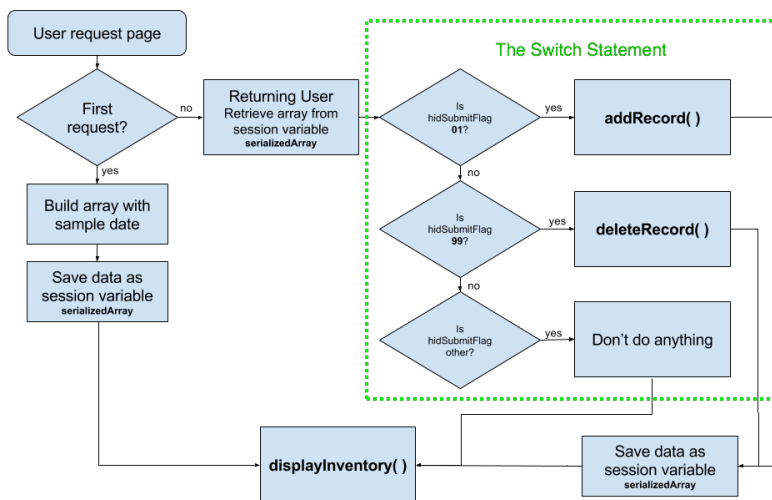 User request page
The Switch Statement
First
request?
no
Returning User
Retrieve array from
session variable
serializedArray
Is
hidSubmitFlag
01?
yes
addRecord( )
yes
no
Build array with
sample date
Is
hidSubmitFlag
99?
yes
deleteRecord( )
Save data as
session variable
serializedArray
no
Is
hidSubmitFlag
other?
yes
Don't do anything
displayInventory( )
Save data as
session variable
serializedArray